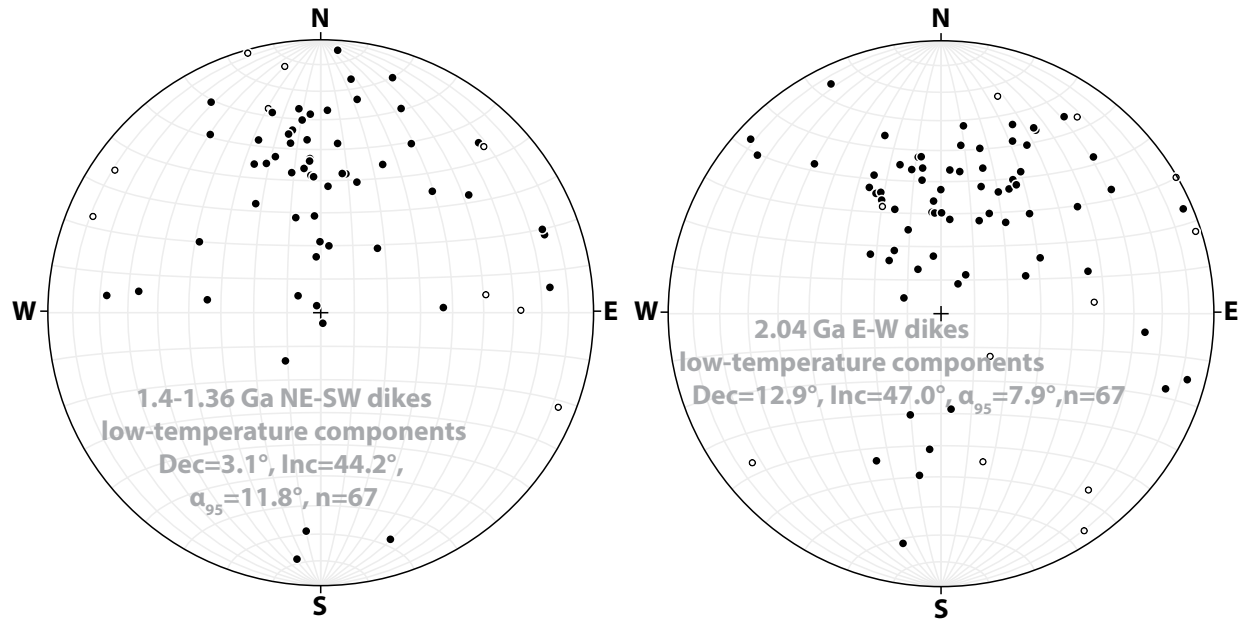 N
W
E
S
1.4-1.36 Ga NE-SW dikes
low-temperature components
Dec=3.1°, Inc=44.2°,
α95=11.8°, n=67
N
W
E
S
2.04 Ga E-W dikes
low-temperature components
Dec=12.9°, Inc=47.0°, α95=7.9°,n=67